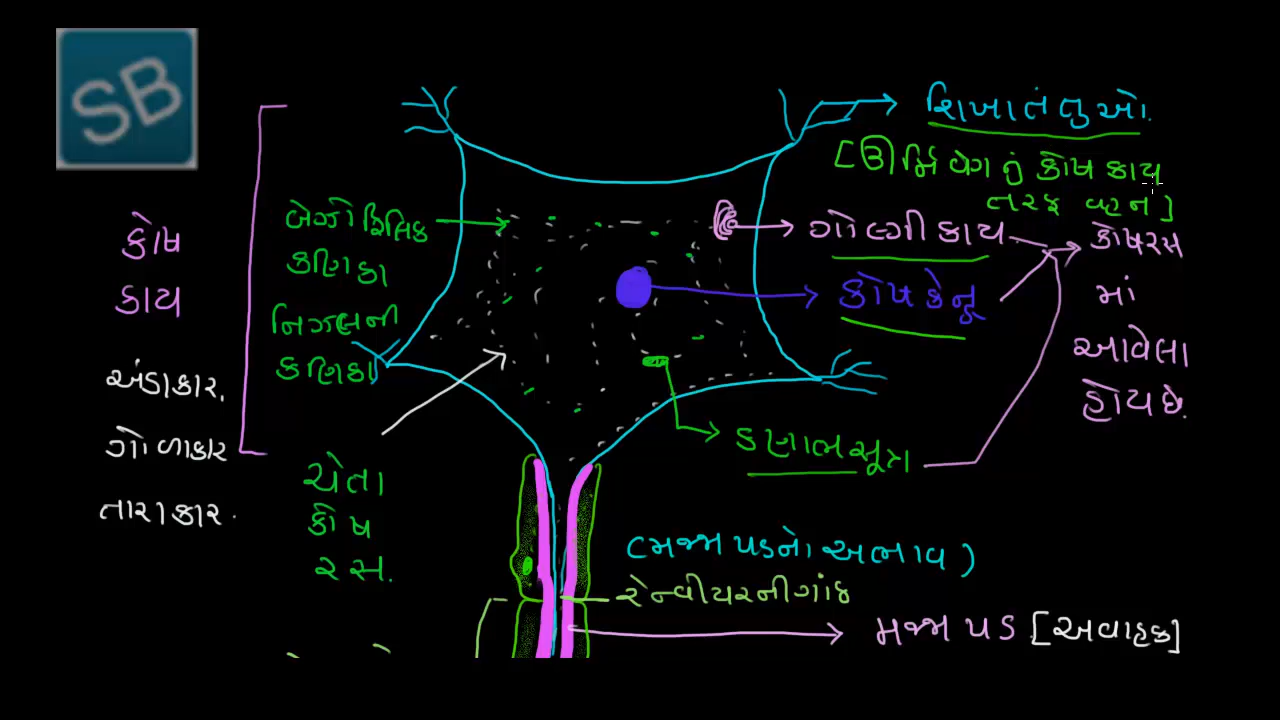 SB
શિખાતંતુઓ.
[ઊર્મિવેગનું કોષકાય
તરફ વહન]
બેઝોફિલિક
કણિકા
ગોલ્ગીકાય
કોષરસ
માં
આવેલા
હોય છે.
કોષ
કાય
કોષકેન્દ્ર
નિઝલની
કણિકા
અંડાકાર,
ગોળાકાર
તારાકાર.
કણાભસૂત્ર
ચેતા
કોષ
રસ.
(મજ્જાપડનો અભાવ)
રેન્વીયરનીગાંઠ
મજ્જાપડ [અવાહક]